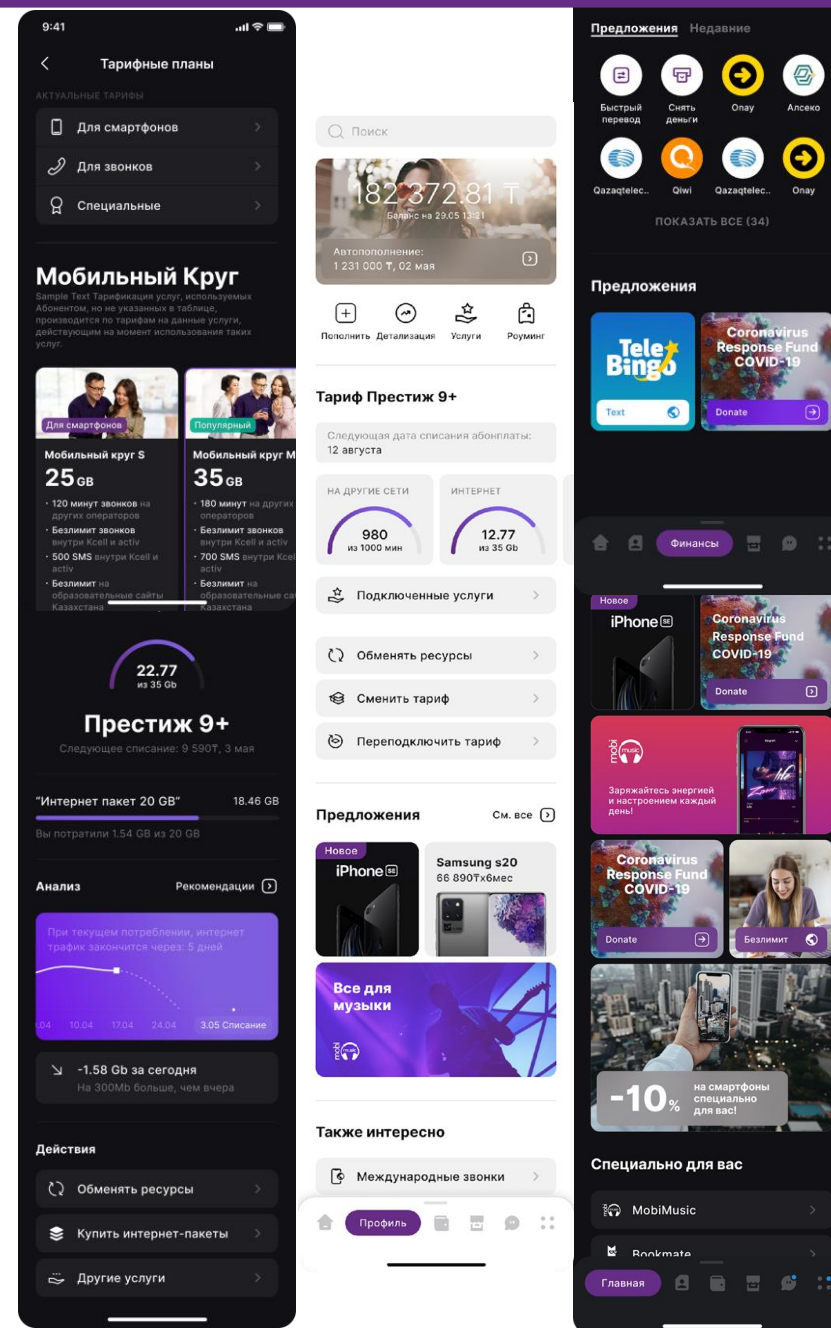 9:41
Тарифные планы
АКТУАЛЬНЫЕ ТАРИФЫ
Для смартфонов
Для звонков
Специальные
Мобильный Круг
Sample Text Тарификация услуг, используемых
Абонентом, но не указанных в таблице,
производится по тарифам на данные услуги,
действующим на момент использования таких
услуг.
Для смартфонов
Мобильный круг S
25 GB
· 120 минут звонков на
других операторов
· Безлимит звонков
внутри Kcell и activ
· 500 SMS внутри Kcell и
activ
· Безлимит на
образовательные сайты
Казахстана
Популярный
Мобильный круг M
35 GB
· 180 минут на других
операторов
· Безлимит звонков
внутри Kcell и activ
· 700 SMS внутри Kcel
activ
· Безлимит на
образовательные са
Казахстана
22.77
из 35 Gb
Престиж 9+
Следующее списание: 9 590₸, 3 мая
"Интернет пакет 20 GB" 18.46 GB
Вы потратили 1.54 GB из 20 GB
Анализ Рекомендации
При текущем потреблении, интернет
трафик закончится через: 5 дней
.04 10.04 17.04 24.04 3.05 Списание
-1.58 Gb за сегодня
На 300Mb больше, чем вчера
Действия
Обменять ресурсы
Купить интернет-пакеты
Другие услуги
Поиск
182 372.81 ₸
Баланс на 29.05 13:21
Автопополнение:
1 231 000 ₸, 02 мая
Пополнить Детализация Услуги Роуминг
Тариф Престиж 9+
Следующая дата списания абонплаты:
12 августа
НА ДРУГИЕ СЕТИ
980
из 1000 мин
ИНТЕРНЕТ
12.77
из 35 Gb
Подключенные услуги
Обменять ресурсы
Сменить тариф
Переподключить тариф
Предложения См. все
Новое
iPhone SE
Samsung s20
66 890₸x6мес
Все для
музыки
mobi music
Также интересно
Международные звонки
Профиль
Предложения Недавние
Быстрый
перевод
Снять
деньги
Onay
Алсеко
Qazaqtelec..
Qiwi
Qazaqtelec..
Onay
ПОКАЗАТЬ ВСЕ (34)
Предложения
Tele
Bingo
Text
Coronavirus
Response Fund
COVID-19
Donate
Финансы
Новое
iPhone SE
Coronavirus
Response Fund
COVID-19
Donate
mobi music
Заряжайтесь энергией
и настроением каждый
день!
Coronavirus
Response Fund
COVID-19
Donate
Безлимит
-10%
на смартфоны
специально
для вас!
Специально для вас
MobiMusic
Bookmate
Главная